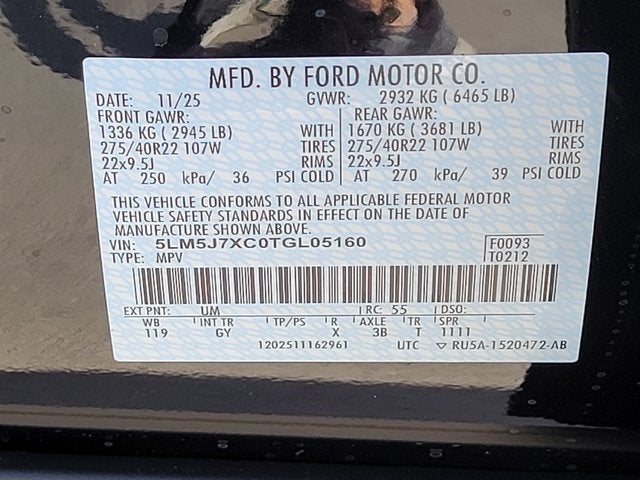 MFD. BY FORD MOTOR CO.
DATE: 11/25 GVWR: 2932 KG ( 6465 LB)
FRONT GAWR: REAR GAWR:
1336 KG ( 2945 LB) WITH 1670 KG ( 3681 LB) WITH
275/40R22 107W TIRES 275/40R22 107W TIRES
22x9.5J RIMS 22x9.5J RIMS
AT 250 kPa/ 36 PSI COLD AT 270 kPa/ 39 PSI COLD
THIS VEHICLE CONFORMS TO ALL APPLICABLE FEDERAL MOTOR
VEHICLE SAFETY STANDARDS IN EFFECT ON THE DATE OF
MANUFACTURE SHOWN ABOVE.
VIN: 5LM5J7XC0TGL05160 F0093
TYPE: MPV T0212
EXT PNT: UM RC: 55 DSO:
WB INT TR TP/PS R AXLE TR SPR
119 GY X 3B T 1111
1202511162961 UTC ▽ RU5A-1520472-AB